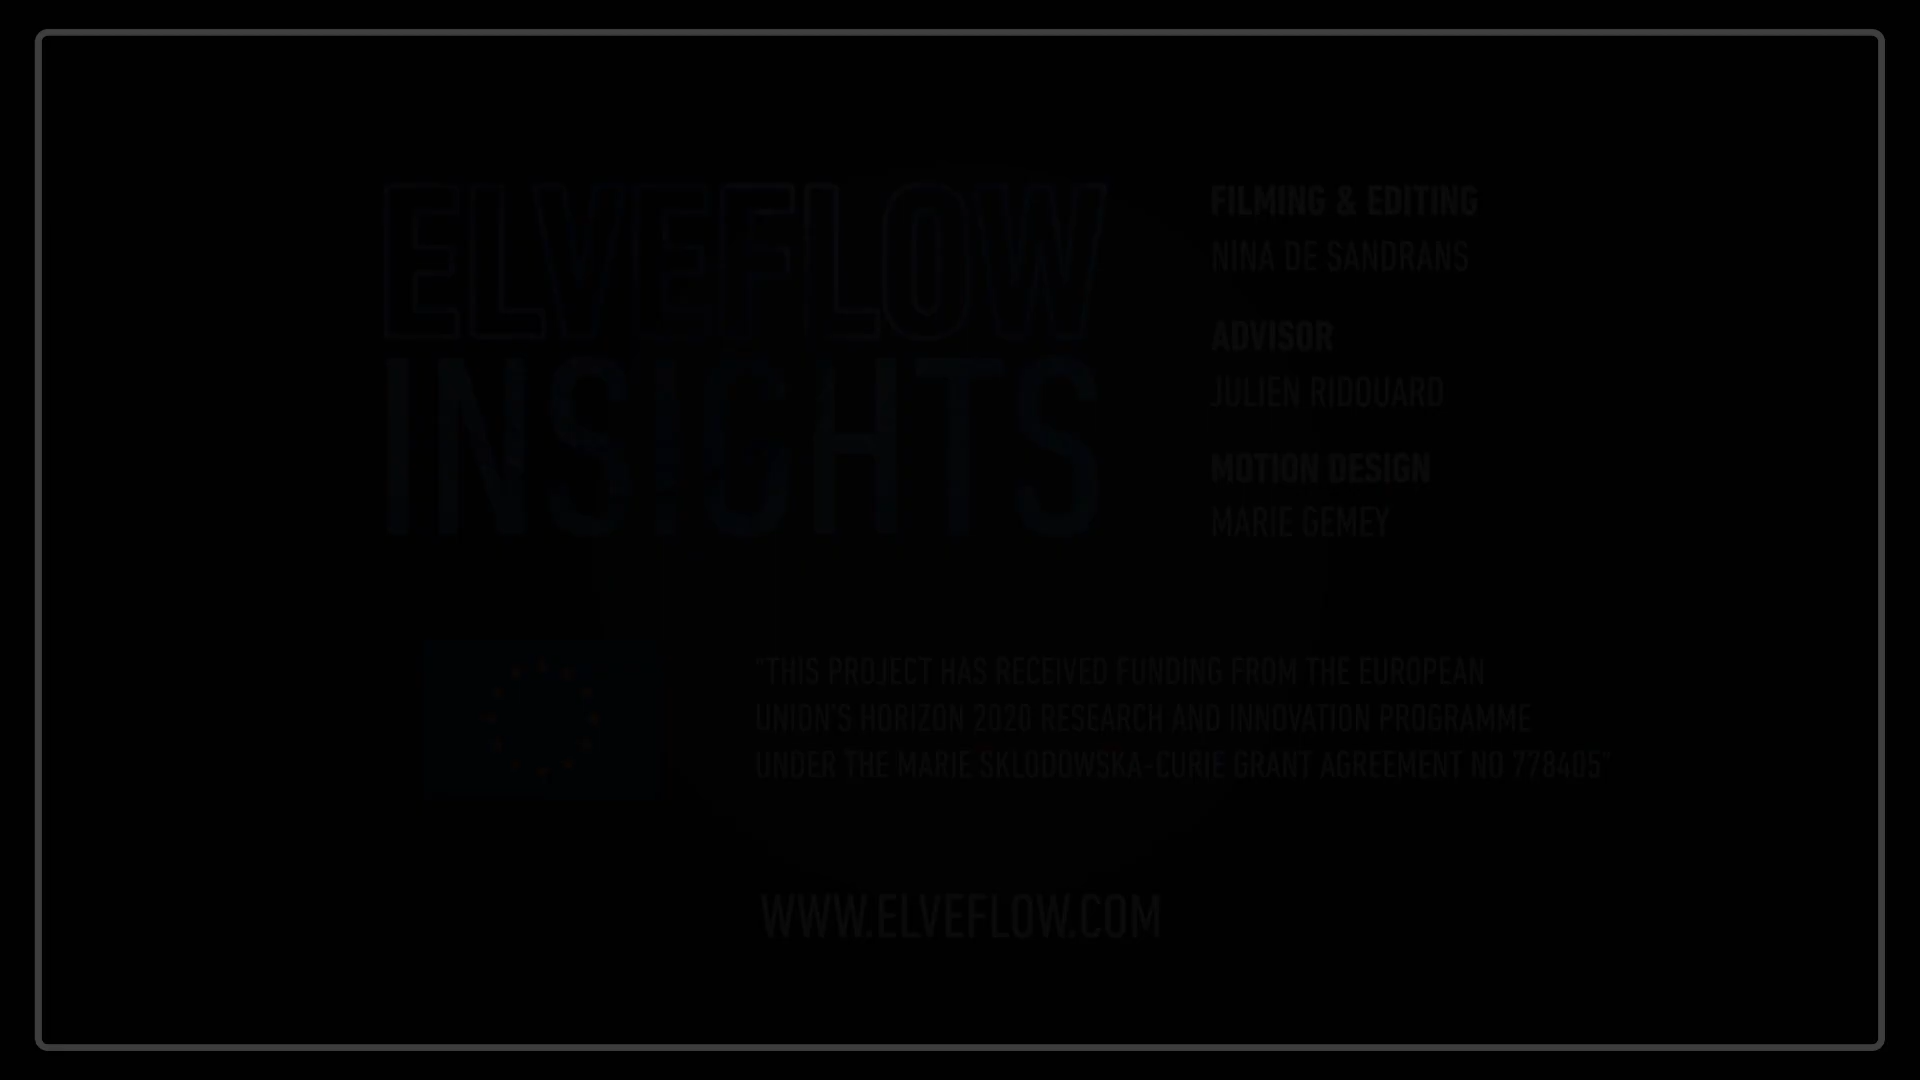 ELVEFLOW
INSIGHTS
FILMING & EDITING
NINA DE SANDRANS
ADVISOR
JULIEN RIDOUARD
MOTION DESIGN
MARIE GEMEY
"THIS PROJECT HAS RECEIVED FUNDING FROM THE EUROPEAN
UNION'S HORIZON 2020 RESEARCH AND INNOVATION PROGRAMME
UNDER THE MARIE SKLODOWSKA-CURIE GRANT AGREEMENT NO 778405"
WWW.ELVEFLOW.COM